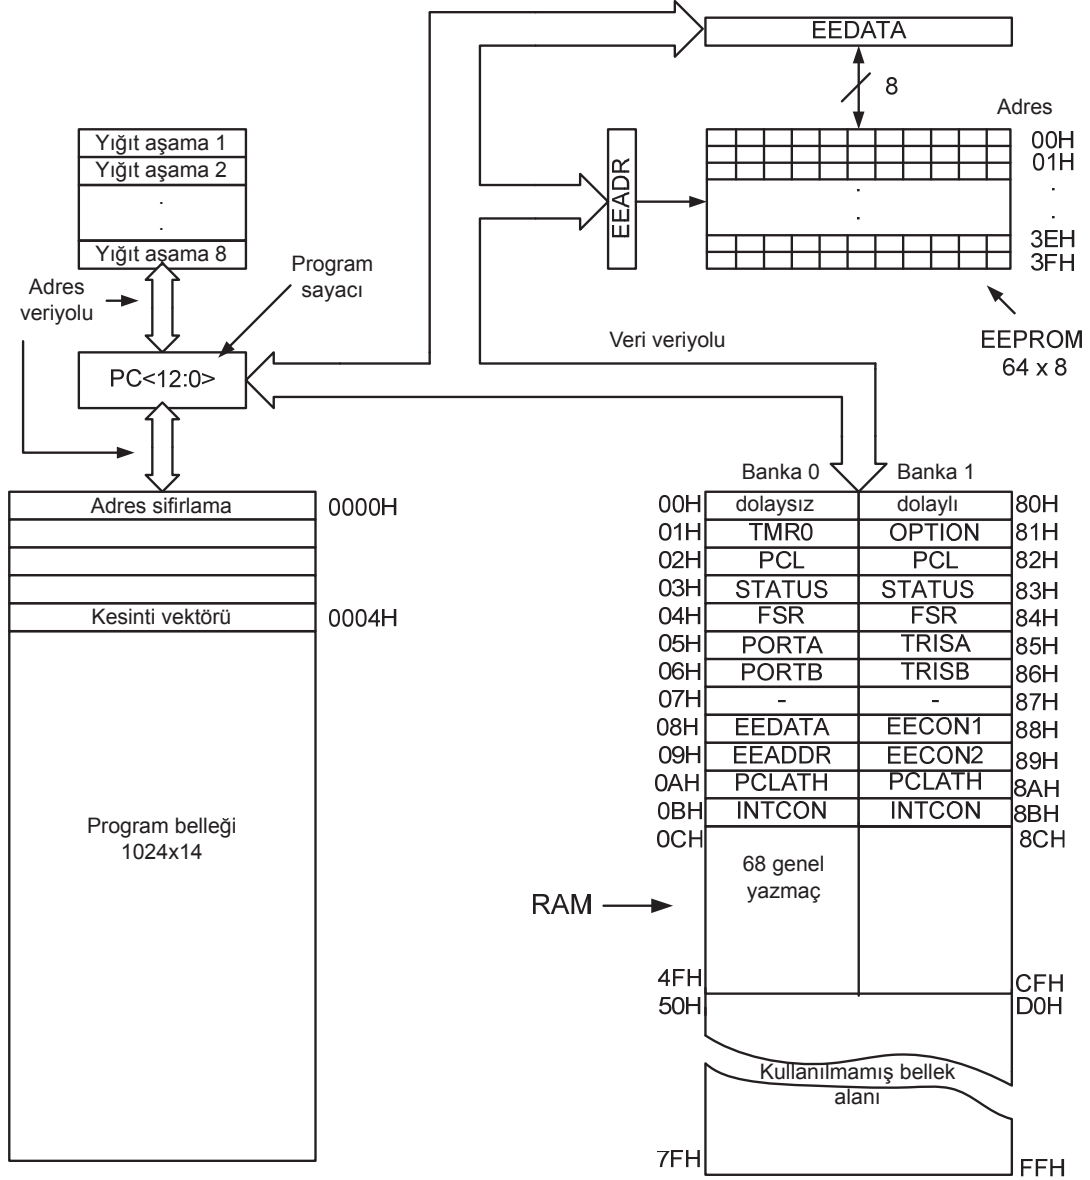 EEDATA
8
Adres
00H
01H
.
.
3EH
3FH
EEADR
.
.
EEPROM
64 x 8
Yığıt aşama 1
Yığıt aşama 2
.
.
Yığıt aşama 8
Adres
veriyolu
Program
sayacı
PC<12:0>
Veri veriyolu
Adres sifirlama 0000H
Kesinti vektörü 0004H
Program belleği
1024x14
Banka 0 Banka 1
00H dolaysız dolaylı 80H
01H TMR0 OPTION 81H
02H PCL PCL 82H
03H STATUS STATUS 83H
04H FSR FSR 84H
05H PORTA TRISA 85H
06H PORTB TRISB 86H
07H - - 87H
08H EEDATA EECON1 88H
09H EEADDR EECON2 89H
0AH PCLATH PCLATH 8AH
0BH INTCON INTCON 8BH
0CH 8CH
68 genel
yazmaç
RAM
4FH CFH
50H D0H
Kullanılmamış bellek
alanı
7FH FFH